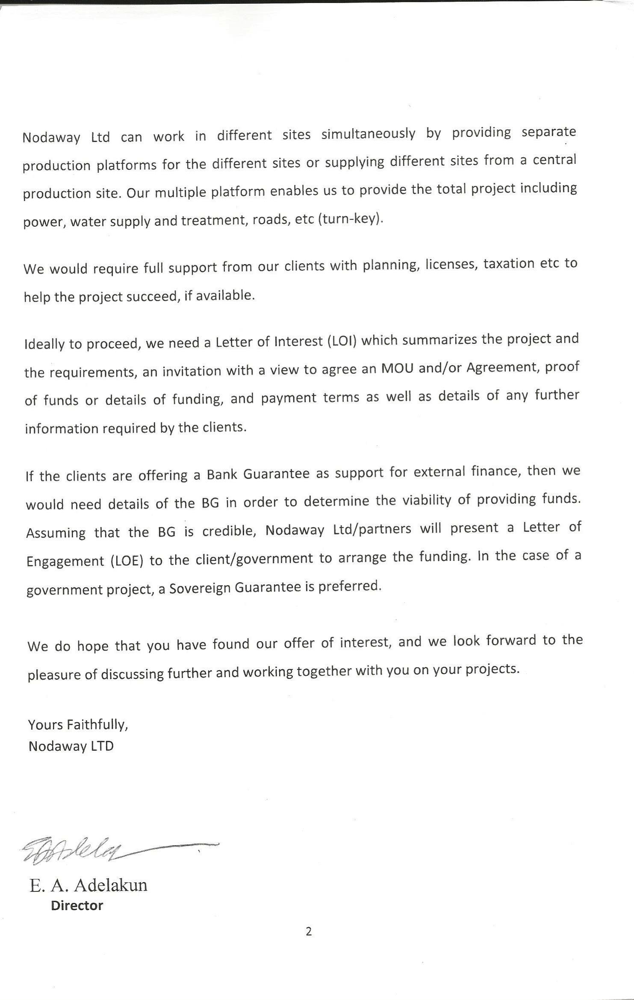 Nodaway Ltd can work in different sites simultaneously by providing separate
production platforms for the different sites or supplying different sites from a central
production site. Our multiple platform enables us to provide the total project including
power, water supply and treatment, roads, etc (turn-key).
We would require full support from our clients with planning, licenses, taxation etc to
help the project succeed, if available.
Ideally to proceed, we need a Letter of Interest (LOI) which summarizes the project and
the requirements, an invitation with a view to agree an MOU and/or Agreement, proof
of funds or details of funding, and payment terms as well as details of any further
information required by the clients.
If the clients are offering a Bank Guarantee as support for external finance, then we
would need details of the BG in order to determine the viability of providing funds.
Assuming that the BG is credible, Nodaway Ltd/partners will present a Letter of
Engagement (LOE) to the client/government to arrange the funding. In the case of a
government project, a Sovereign Guarantee is preferred.
We do hope that you have found our offer of interest, and we look forward to the
pleasure of discussing further and working together with you on your projects.
Yours Faithfully,
Nodaway LTD
E. A. Adelakun
Director
2